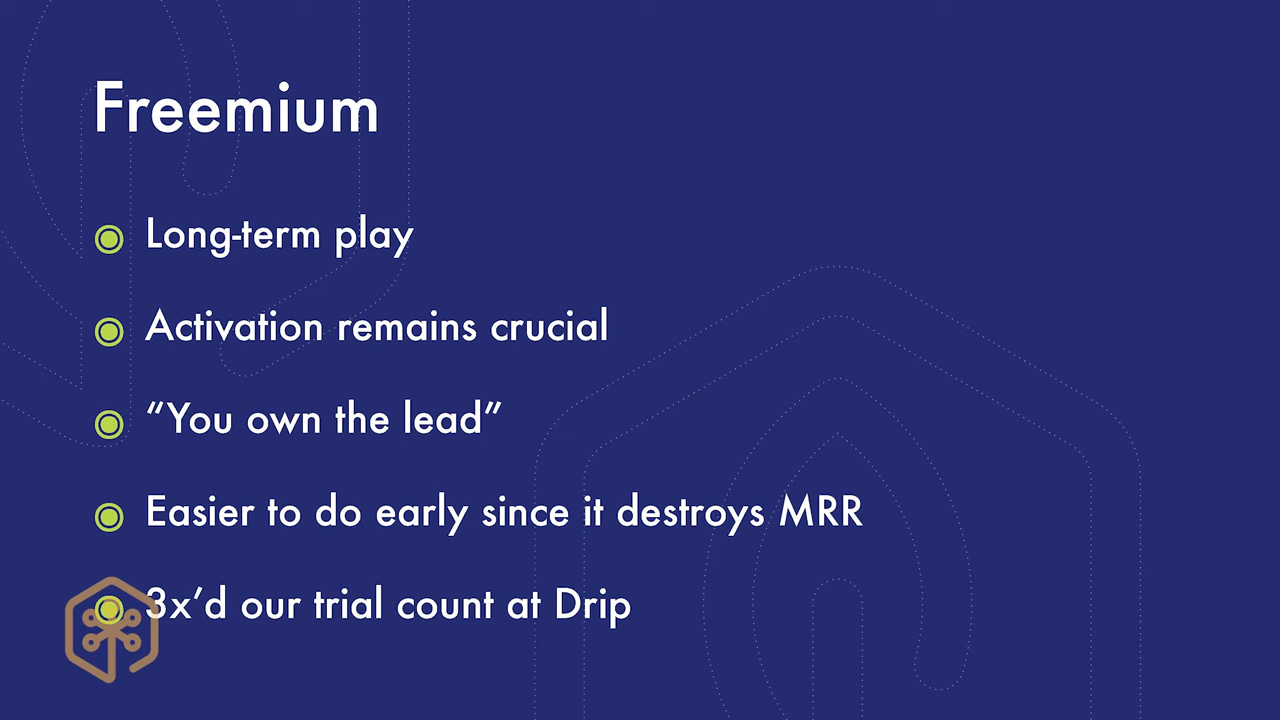 Freemium
Long-term play
Activation remains crucial
“You own the lead”
Easier to do early since it destroys MRR
3x’d our trial count at Drip